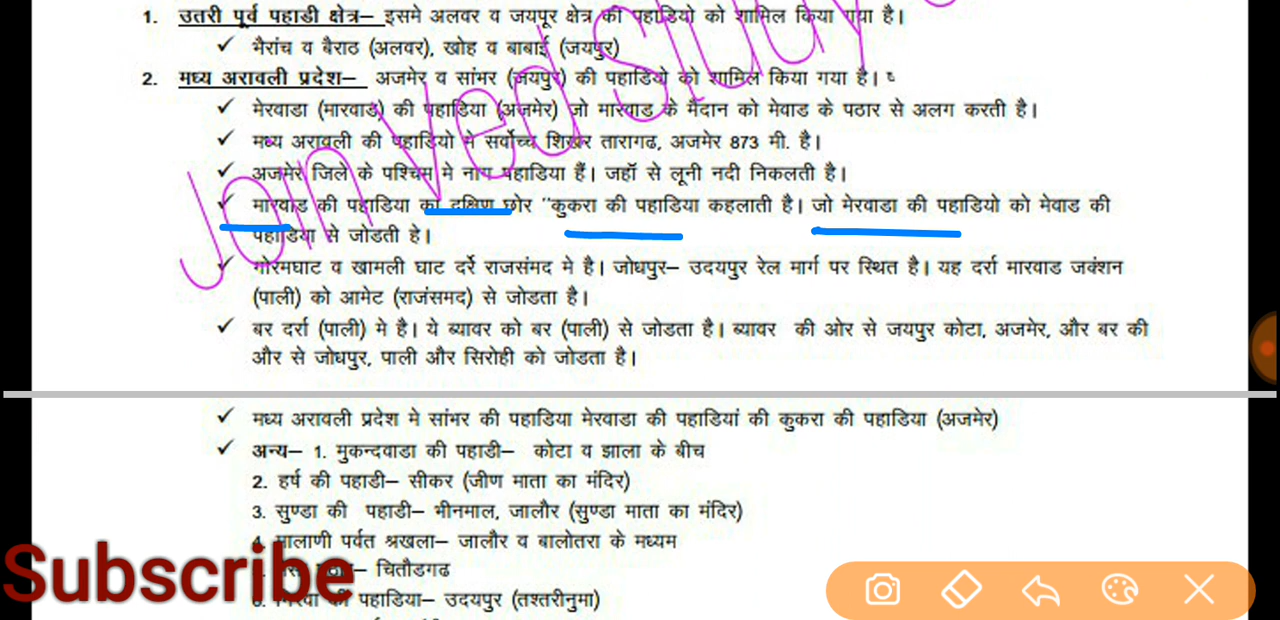 1. उतरी पूर्व पहाडी क्षेत्र– इसमे अलवर व जयपूर क्षेत्र की पहाडियो को शामिल किया गया है।
✓ भैरांच व बैराठ (अलवर), खोह व बाबाई (जयपुर)
2. मध्य अरावली प्रदेश– अजमेर व सांभर (जयपुर) की पहाडियो को शामिल किया गया है।
✓ मेरवाडा (मारवाड) की पहाडिया (अजमेर) जो मारवाड के मैदान को मेवाड के पठार से अलग करती है।
✓ मध्य अरावली की पहाडियो मे सर्वोच्च शिखर तारागढ, अजमेर 873 मी. है।
✓ अजमेर जिले के पश्चिम मे नाग पहाडिया हैं। जहॉ से लूनी नदी निकलती है।
✓ मारवाड की पहाडिया का दक्षिण छोर "कुकरा की पहाडिया कहलाती है। जो मेरवाडा की पहाडियो को मेवाड की
पहाडिया से जोडती हे।
✓ गोरमघाट व खामली घाट दर्रे राजसंमद मे है। जोधपुर– उदयपुर रेल मार्ग पर स्थित है। यह दर्रा मारवाड जक्शन
(पाली) को आमेट (राजंसमद) से जोडता है।
✓ बर दर्रा (पाली) मे है। ये ब्यावर को बर (पाली) से जोडता है। ब्यावर की ओर से जयपुर कोटा, अजमेर, और बर की
और से जोधपुर, पाली और सिरोही को जोडता है।
✓ मध्य अरावली प्रदेश मे सांभर की पहाडिया मेरवाडा की पहाडियां की कुकरा की पहाडिया (अजमेर)
✓ अन्य– 1. मुकन्दवाडा की पहाडी– कोटा व झाला के बीच
2. हर्ष की पहाडी– सीकर (जीण माता का मंदिर)
3. सुण्डा की पहाडी– भीनमाल, जालौर (सुण्डा माता का मंदिर)
4. मालाणी पर्वत श्रखला– जालौर व बालोतरा के मध्यम
– चितौडगढ
की पहाडिया– उदयपुर (तश्तरीनुमा)
Join Ved Study
Subscribe